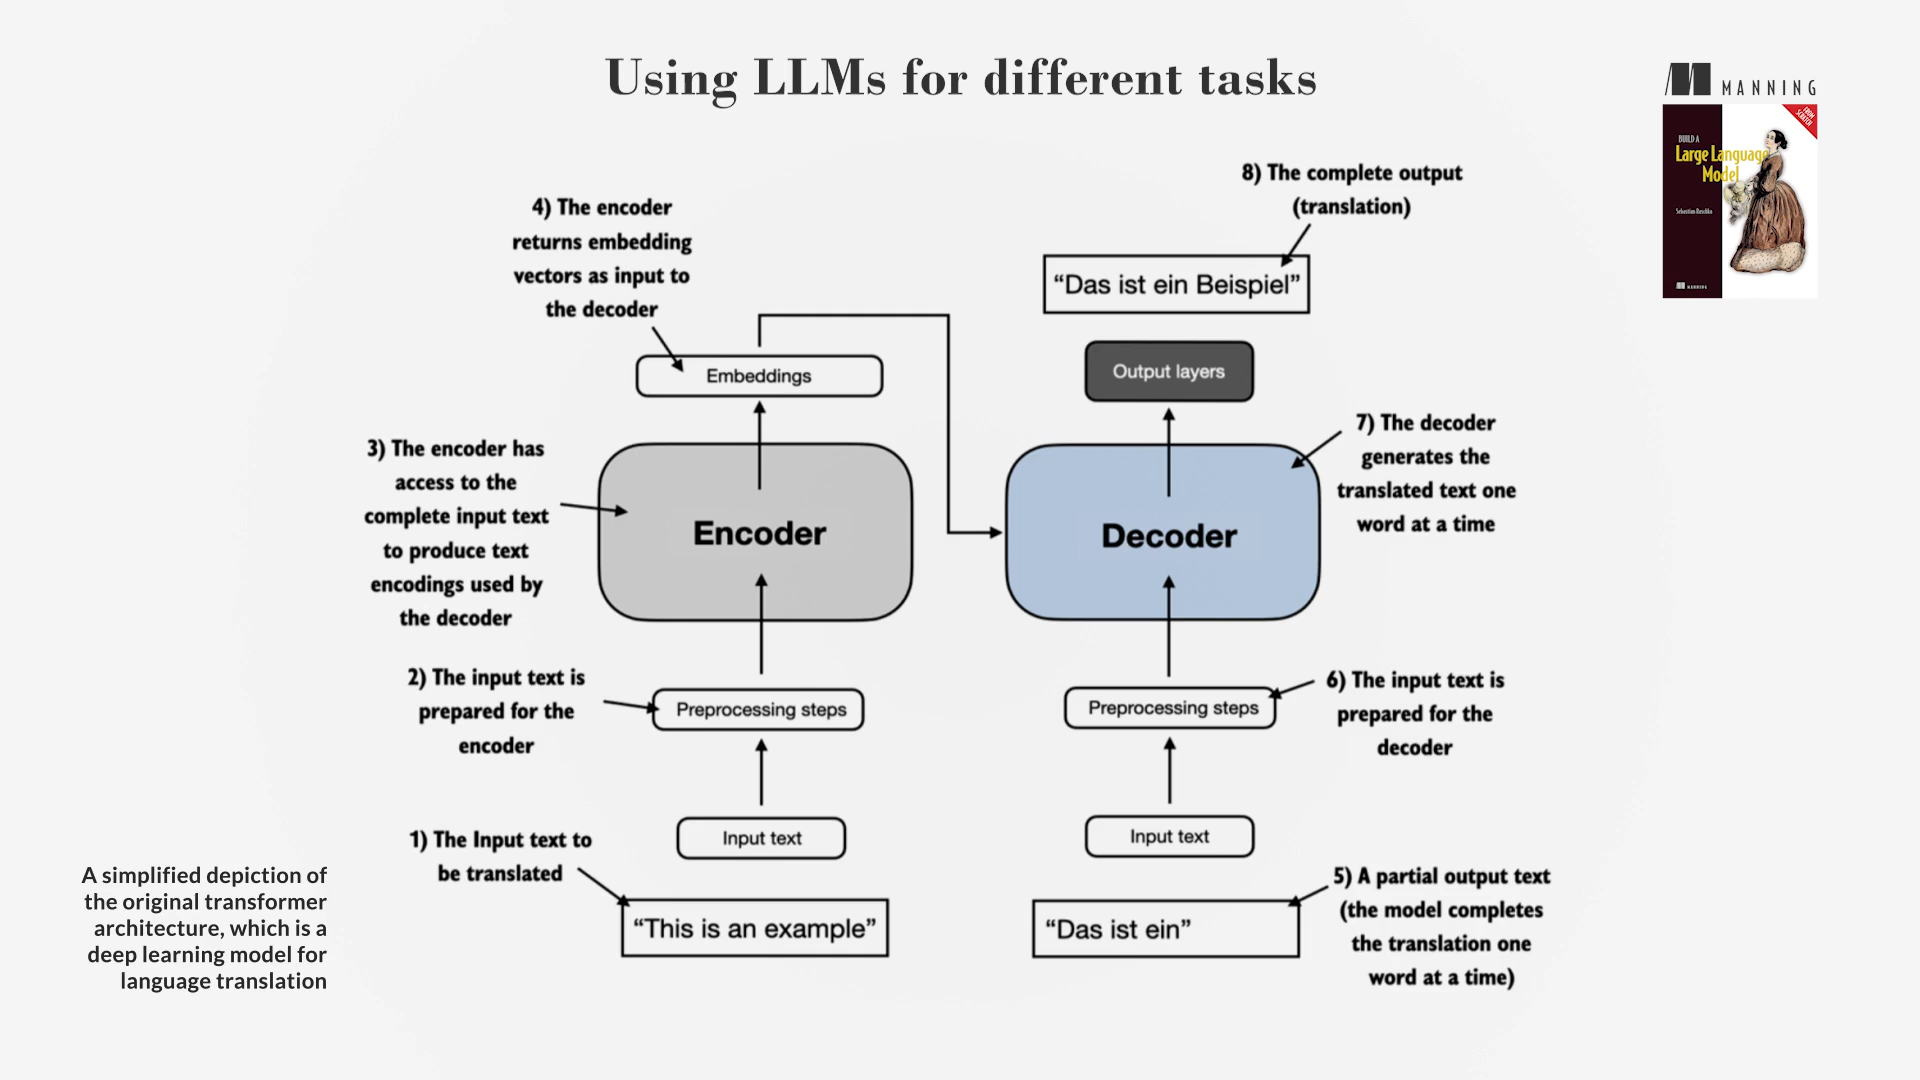 Using LLMs for different tasks
MANNING
FROM
SCRATCH
BUILD A
Large Language
Model
Sebastian Raschka
MANNING
4) The encoder
returns embedding
vectors as input to
the decoder
8) The complete output
(translation)
“Das ist ein Beispiel”
Embeddings
Output layers
3) The encoder has
access to the
complete input text
to produce text
encodings used by
the decoder
Encoder
Decoder
7) The decoder
generates the
translated text one
word at a time
2) The input text is
prepared for the
encoder
Preprocessing steps
Preprocessing steps
6) The input text is
prepared for the
decoder
1) The Input text to
be translated
Input text
Input text
“This is an example”
“Das ist ein”
5) A partial output text
(the model completes
the translation one
word at a time)
A simplified depiction of
the original transformer
architecture, which is a
deep learning model for
language translation